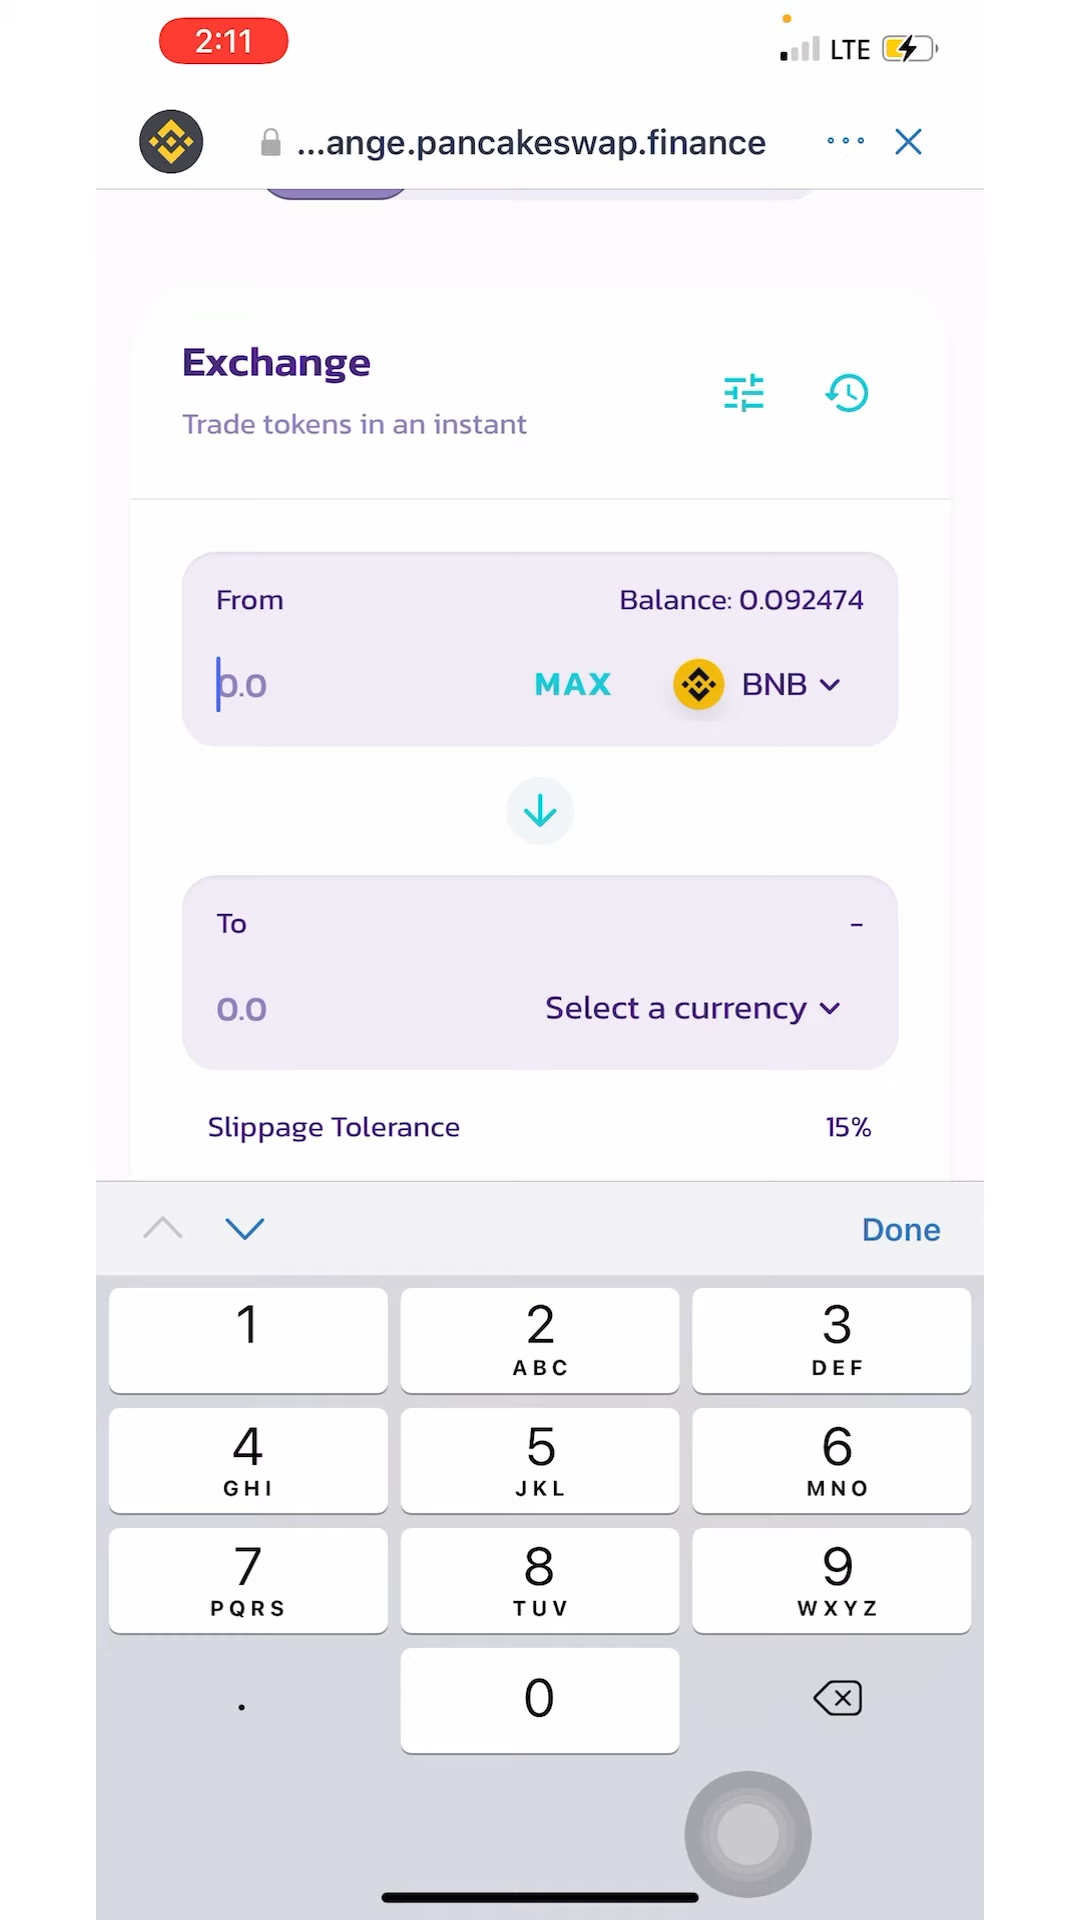 2:11
LTE
...ange.pancakeswap.finance
Exchange
Trade tokens in an instant
From
Balance: 0.092474
0.0
MAX
BNB
To
-
0.0
Select a currency
Slippage Tolerance
15%
Done
1
2
ABC
3
DEF
4
GHI
5
JKL
6
MNO
7
PQRS
8
TUV
9
WXYZ
.
0